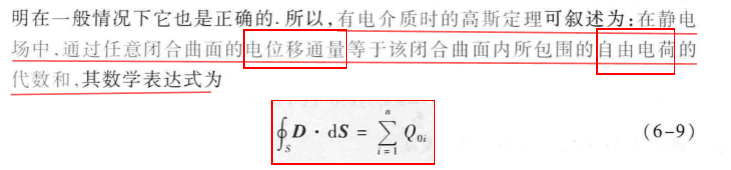 明在一般情况下它也是正确的.所以,有电介质时的高斯定理可叙述为:在静电
场中,通过任意闭合曲面的电位移通量等于该闭合曲面内所包围的自由电荷的
代数和,其数学表达式为
∮_S D · dS = ∑_{i=1}^{n} Q_{0i} (6-9)